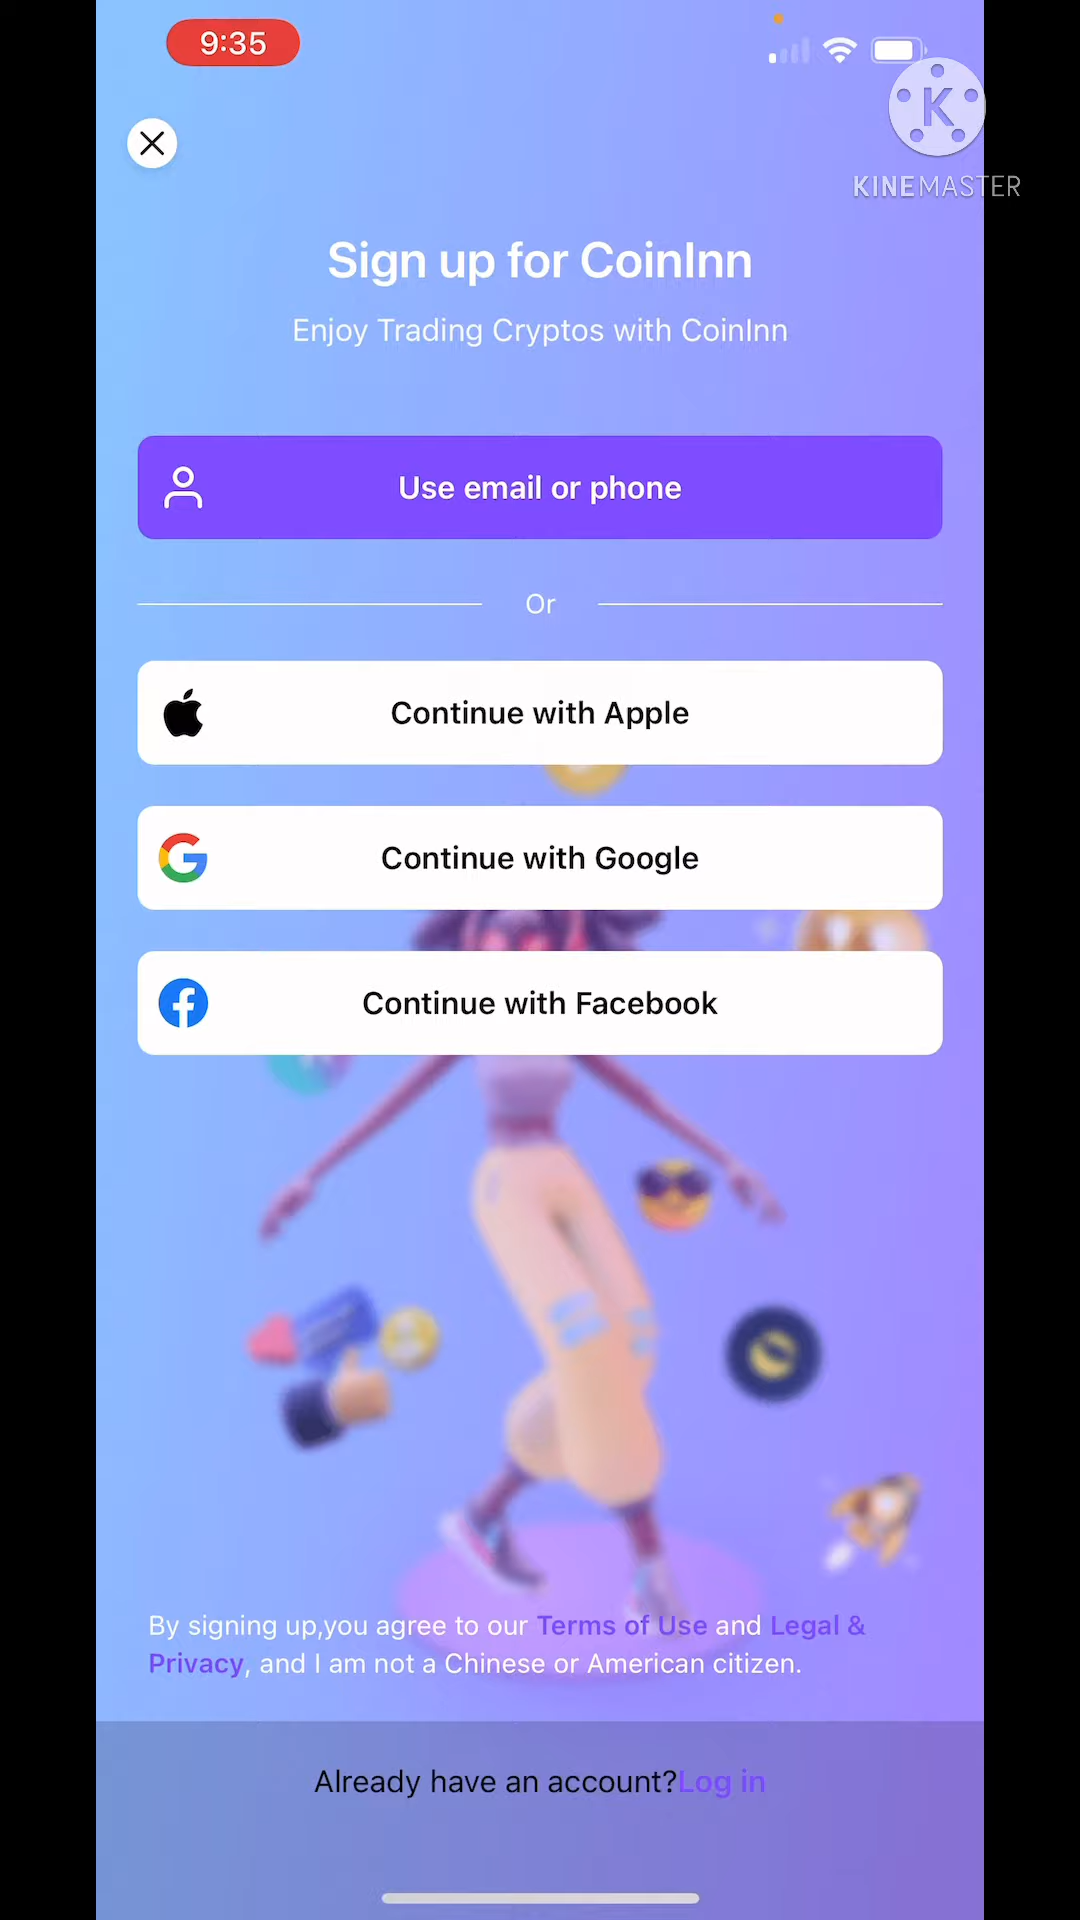 9:35
KINEMASTER
Sign up for CoinInn
Enjoy Trading Cryptos with CoinInn
Use email or phone
Or
Continue with Apple
Continue with Google
Continue with Facebook
By signing up,you agree to our Terms of Use and Legal &
Privacy, and I am not a Chinese or American citizen.
Already have an account?Log in